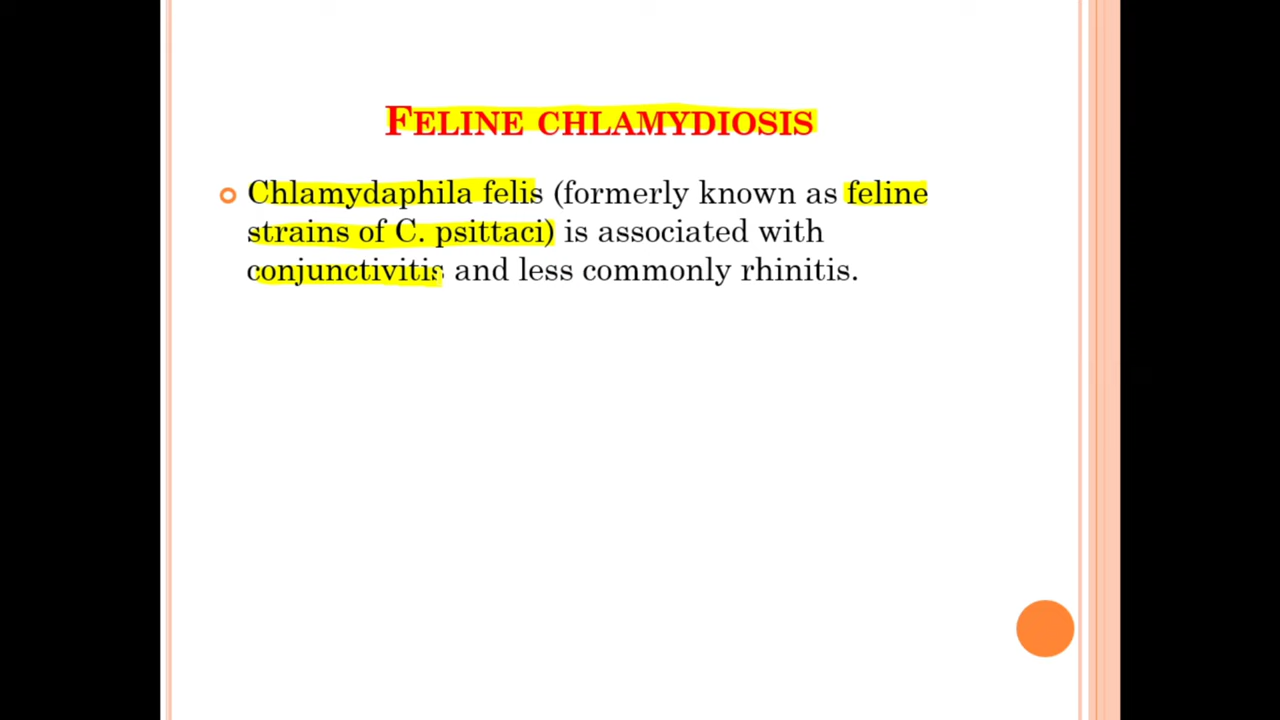 FELINE CHLAMYDIOSIS
Chlamydaphila felis (formerly known as feline
strains of C. psittaci) is associated with
conjunctivitis and less commonly rhinitis.